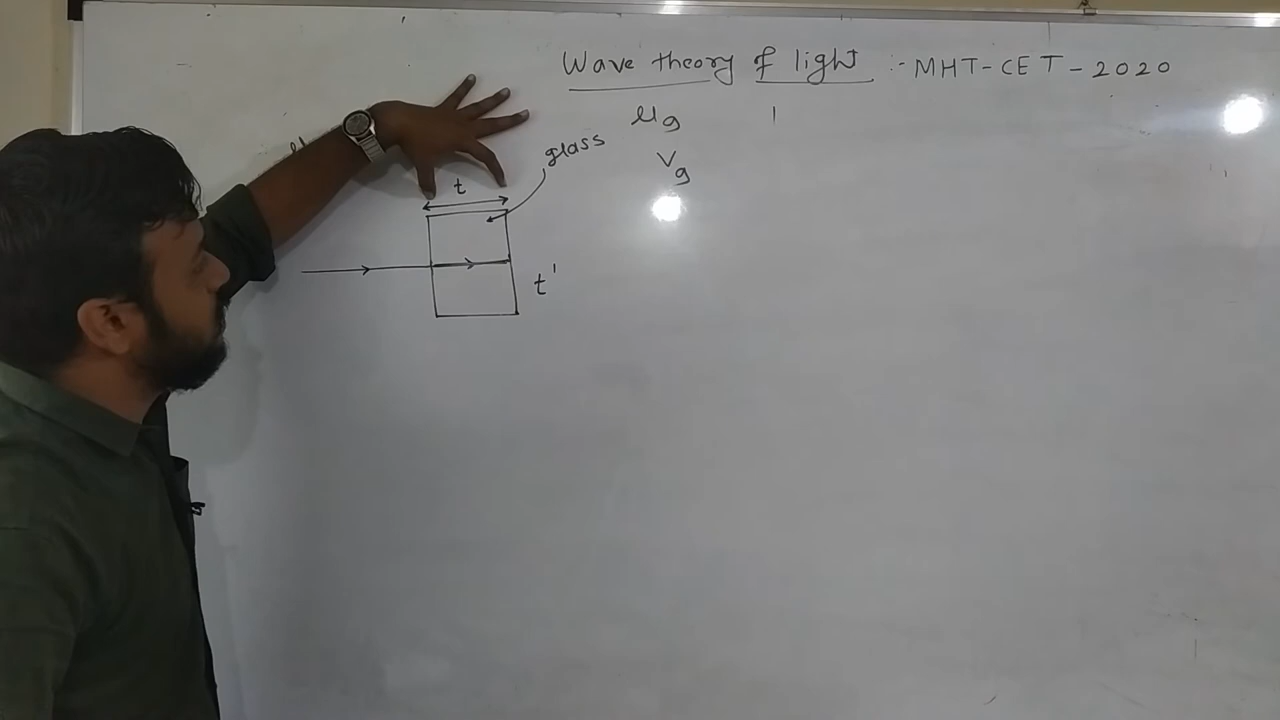 Wave theory of light :- MHT-CET-2020
μg
Vg
glass
t
t'